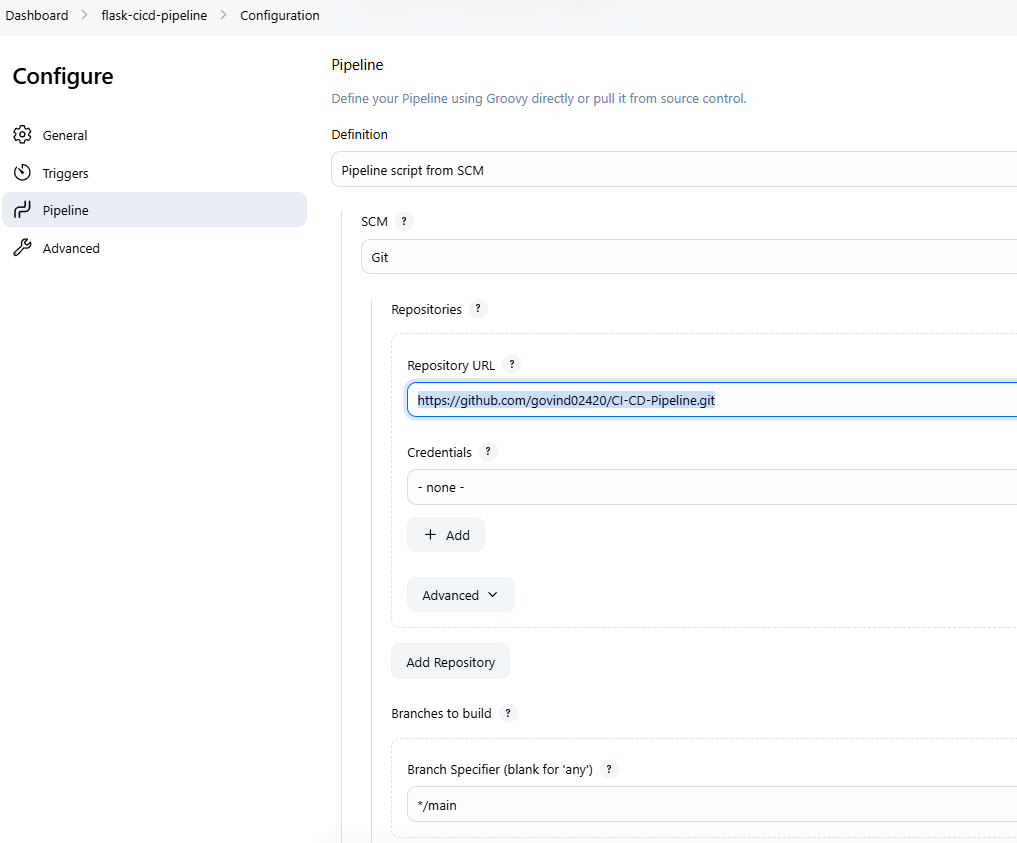 Dashboard > flask-cicd-pipeline > Configuration
Configure
General
Triggers
Pipeline
Advanced
Pipeline
Define your Pipeline using Groovy directly or pull it from source control.
Definition
Pipeline script from SCM
SCM ?
Git
Repositories ?
Repository URL ?
https://github.com/govind02420/CI-CD-Pipeline.git
Credentials ?
- none -
+ Add
Advanced
Add Repository
Branches to build ?
Branch Specifier (blank for 'any') ?
*/main